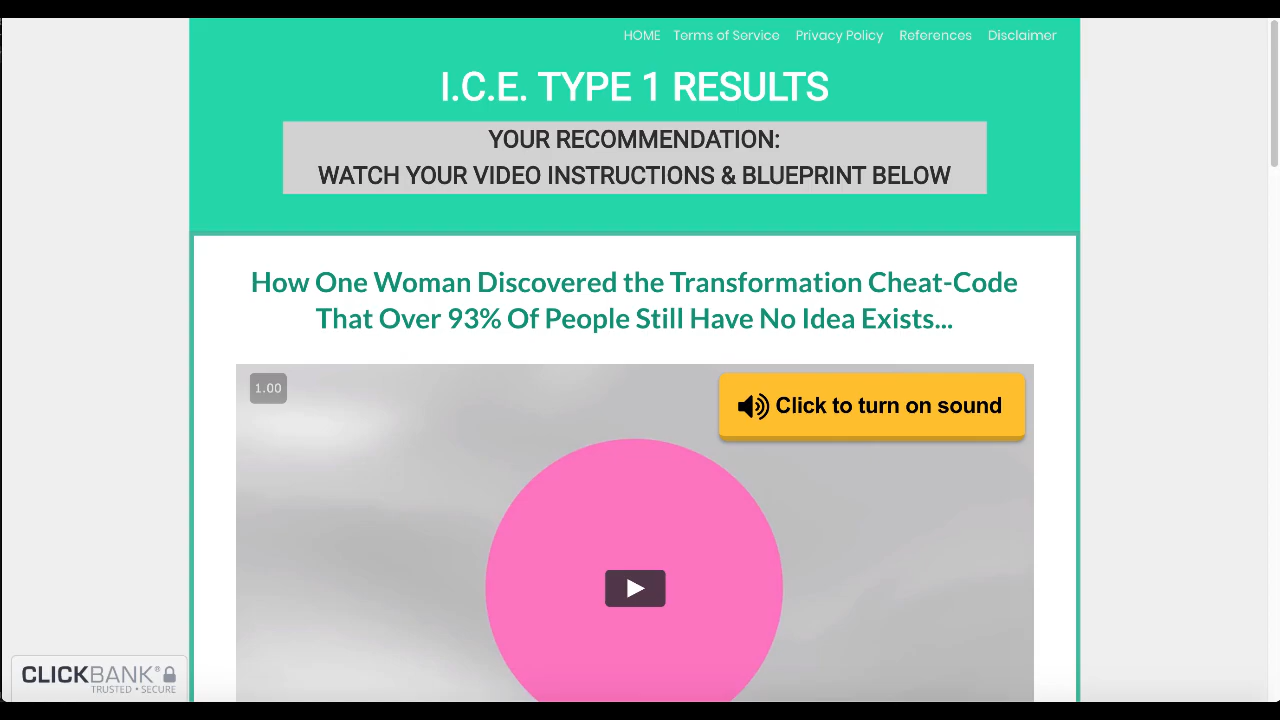 HOME Terms of Service Privacy Policy References Disclaimer
I.C.E. TYPE 1 RESULTS
YOUR RECOMMENDATION:
WATCH YOUR VIDEO INSTRUCTIONS & BLUEPRINT BELOW
How One Woman Discovered the Transformation Cheat-Code
That Over 93% Of People Still Have No Idea Exists...
1.00
Click to turn on sound
CLICKBANK®
TRUSTED • SECURE